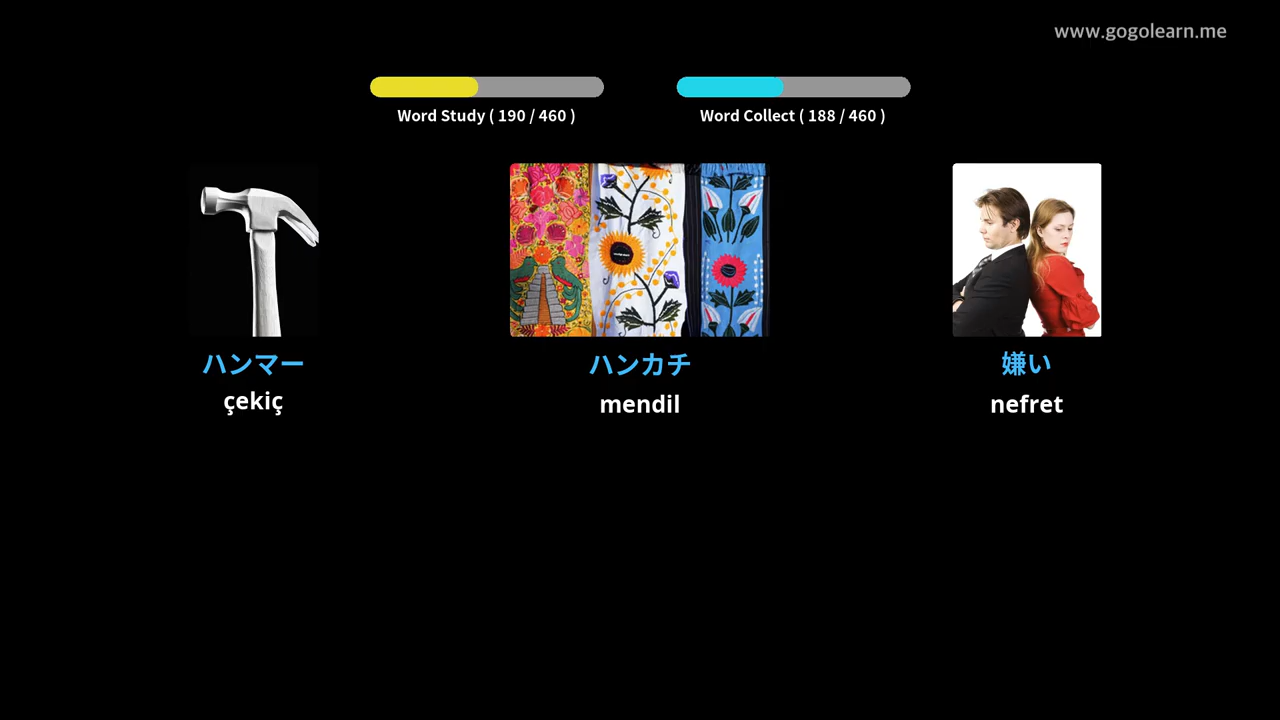 www.gogolearn.me
Word Study ( 190 / 460 )
Word Collect ( 188 / 460 )
ハンマー
çekiç
ハンカチ
mendil
嫌い
nefret